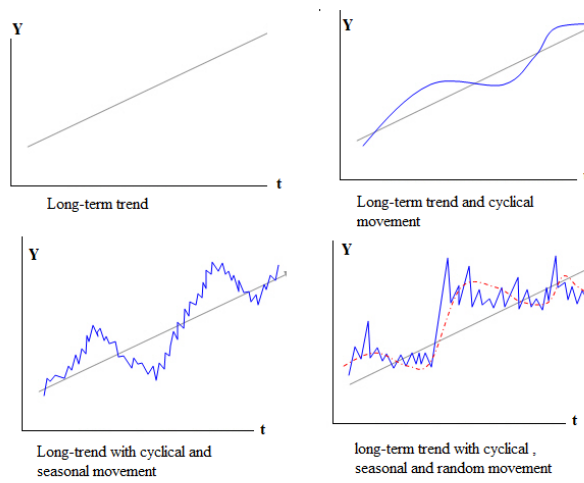 Y
t
Long-term trend
Y
t
Long-term trend and cyclical
movement
Y
t
Long-trend with cyclical and
seasonal movement
Y
t
long-term trend with cyclical ,
seasonal and random movement